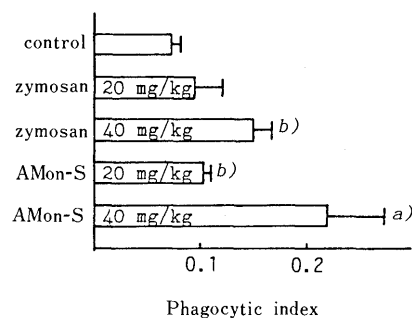 control
zymosan 20 mg/kg
zymosan 40 mg/kg b)
AMon-S 20 mg/kg b)
AMon-S 40 mg/kg a)
0.1 0.2
Phagocytic index